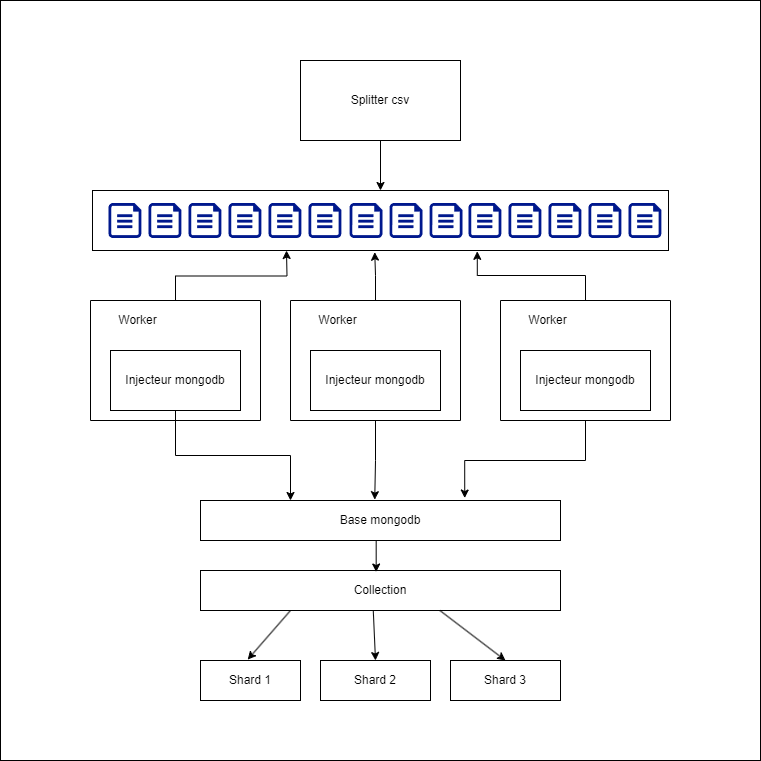 Splitter csv
Worker
Worker
Worker
Injecteur mongodb
Injecteur mongodb
Injecteur mongodb
Base mongodb
Collection
Shard 1
Shard 2
Shard 3